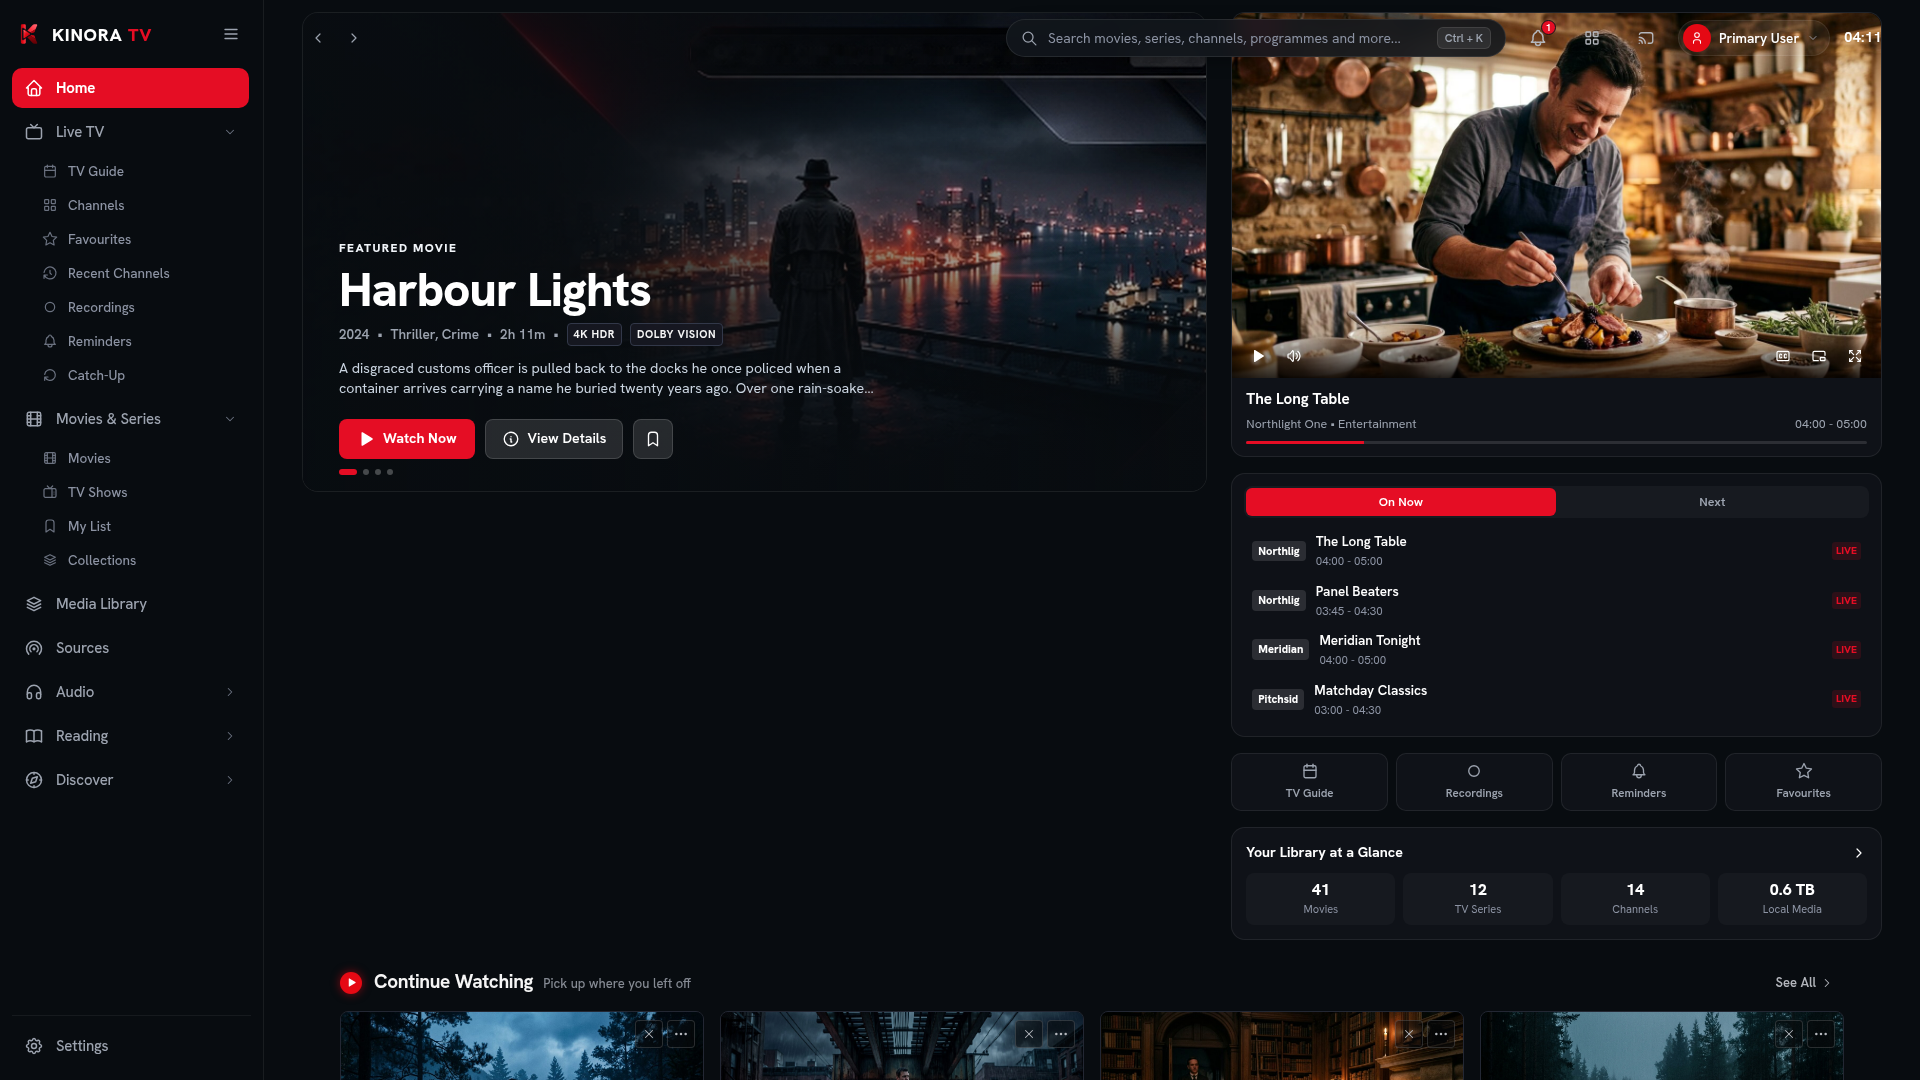 KINORA TV
Home
Live TV
TV Guide
Channels
Favourites
Recent Channels
Recordings
Reminders
Catch-Up
Movies & Series
Movies
TV Shows
My List
Collections
Media Library
Sources
Audio
Reading
Discover
Settings
Search movies, series, channels, programmes and more...
Ctrl + K
1
Primary User
04:11
FEATURED MOVIE
Harbour Lights
2024 • Thriller, Crime • 2h 11m • 4K HDR DOLBY VISION
A disgraced customs officer is pulled back to the docks he once policed when a
container arrives carrying a name he buried twenty years ago. Over one rain-soake...
Watch Now
View Details
The Long Table
Northlight One • Entertainment
04:00 - 05:00
On Now
Next
Northlig
The Long Table
04:00 - 05:00
LIVE
Northlig
Panel Beaters
03:45 - 04:30
LIVE
Meridian
Meridian Tonight
04:00 - 05:00
LIVE
Pitchsid
Matchday Classics
03:00 - 04:30
LIVE
TV Guide
Recordings
Reminders
Favourites
Your Library at a Glance
41
Movies
12
TV Series
14
Channels
0.6 TB
Local Media
Continue Watching
Pick up where you left off
See All